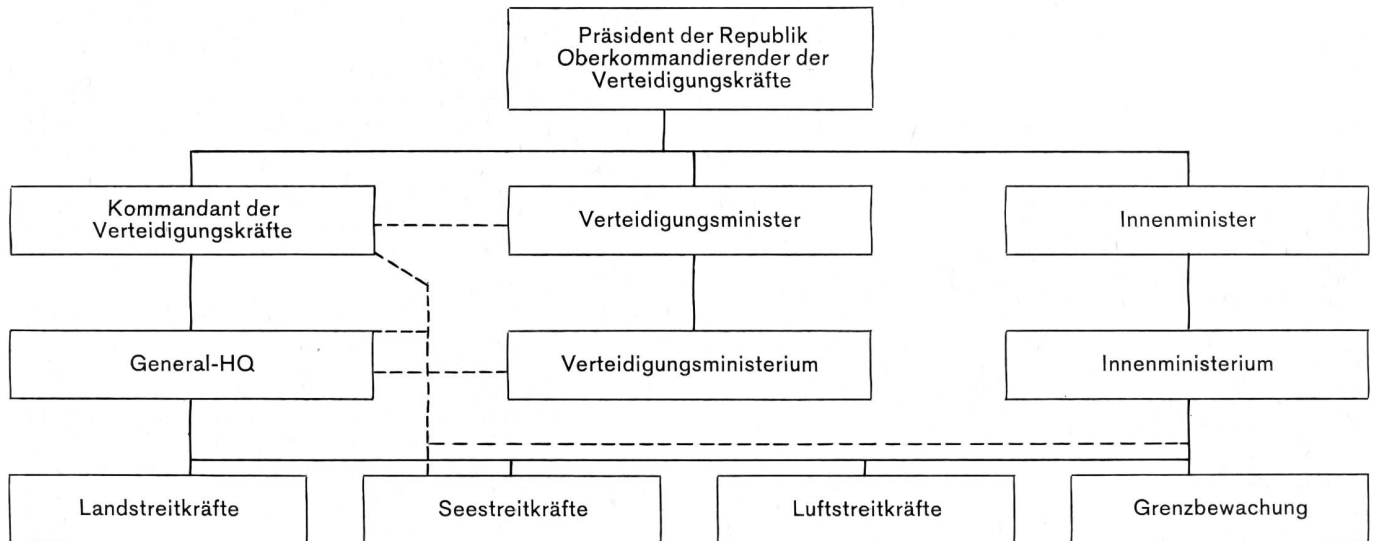 Präsident der Republik
Oberkommandierender der
Verteidigungskräfte
Kommandant der
Verteidigungskräfte
Verteidigungsminister
Innenminister
General-HQ
Verteidigungsministerium
Innenministerium
Landstreitkräfte
Seestreitkräfte
Luftstreitkräfte
Grenzbewachung